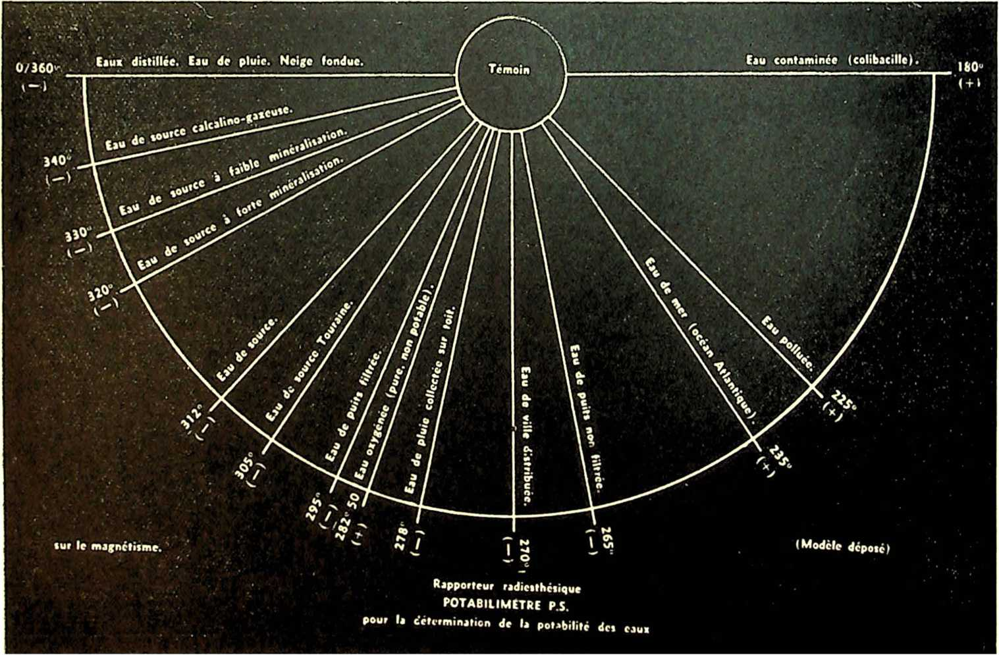 Témoin
0/360°
(—)
Eaux distillée. Eau de pluie. Neige fondue.
Eau contaminée (colibacille).
180°
(+)
Eau de source calcalino-gazeuse.
340°
(—)
Eau de source à faible minéralisation.
330°
(—)
Eau de source à forte minéralisation.
320°
(—)
Eau de source.
312°
(—)
Eau de source Touraine.
305°
(—)
Eau de puits filtrée.
295°
(—)
Eau oxygénée (pure. non potable).
282° 50
(+)
Eau de pluie collectée sur toit.
278°
(—)
Eau de ville distribuée.
270°
(—)
Eau de puits non filtrée.
265°
(—)
Eau de mer (océan Atlantique).
235°
(+)
Eau polluée.
225°
(+)
sur le magnétisme.
(Modèle déposé)
Rapporteur radiesthésique
POTABILIMÈTRE P.S.
pour la détermination de la potabilité des eaux